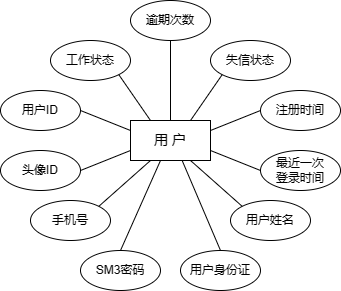 逾期次数
工作状态
失信状态
用户ID
注册时间
用 户
头像ID
最近一次
登录时间
手机号
用户姓名
SM3密码
用户身份证